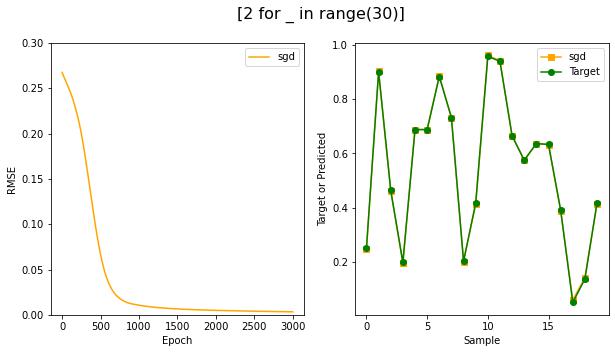 [2 for _ in range(30)]
0.30
0.25
0.20
0.15
0.10
0.05
0.00
RMSE
0 500 1000 1500 2000 2500 3000
Epoch
sgd
1.0
0.8
0.6
0.4
0.2
Target or Predicted
0 5 10 15
Sample
sgd
Target